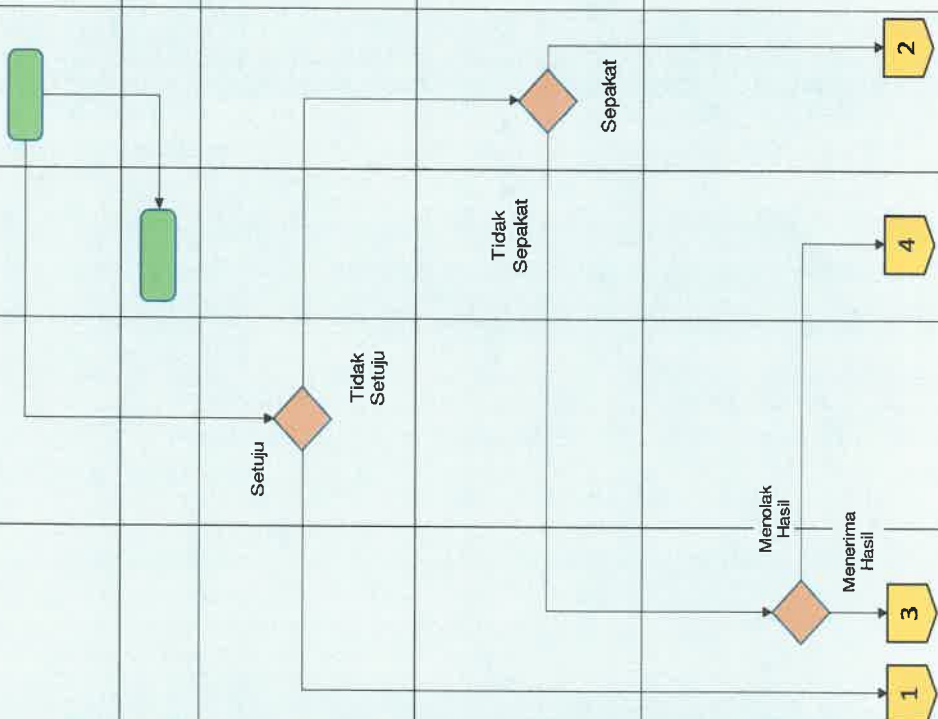 Setuju
Tidak
Setuju
Tidak
Sepakat
Sepakat
Menolak
Hasil
Menerima
Hasil
1
3
4
2